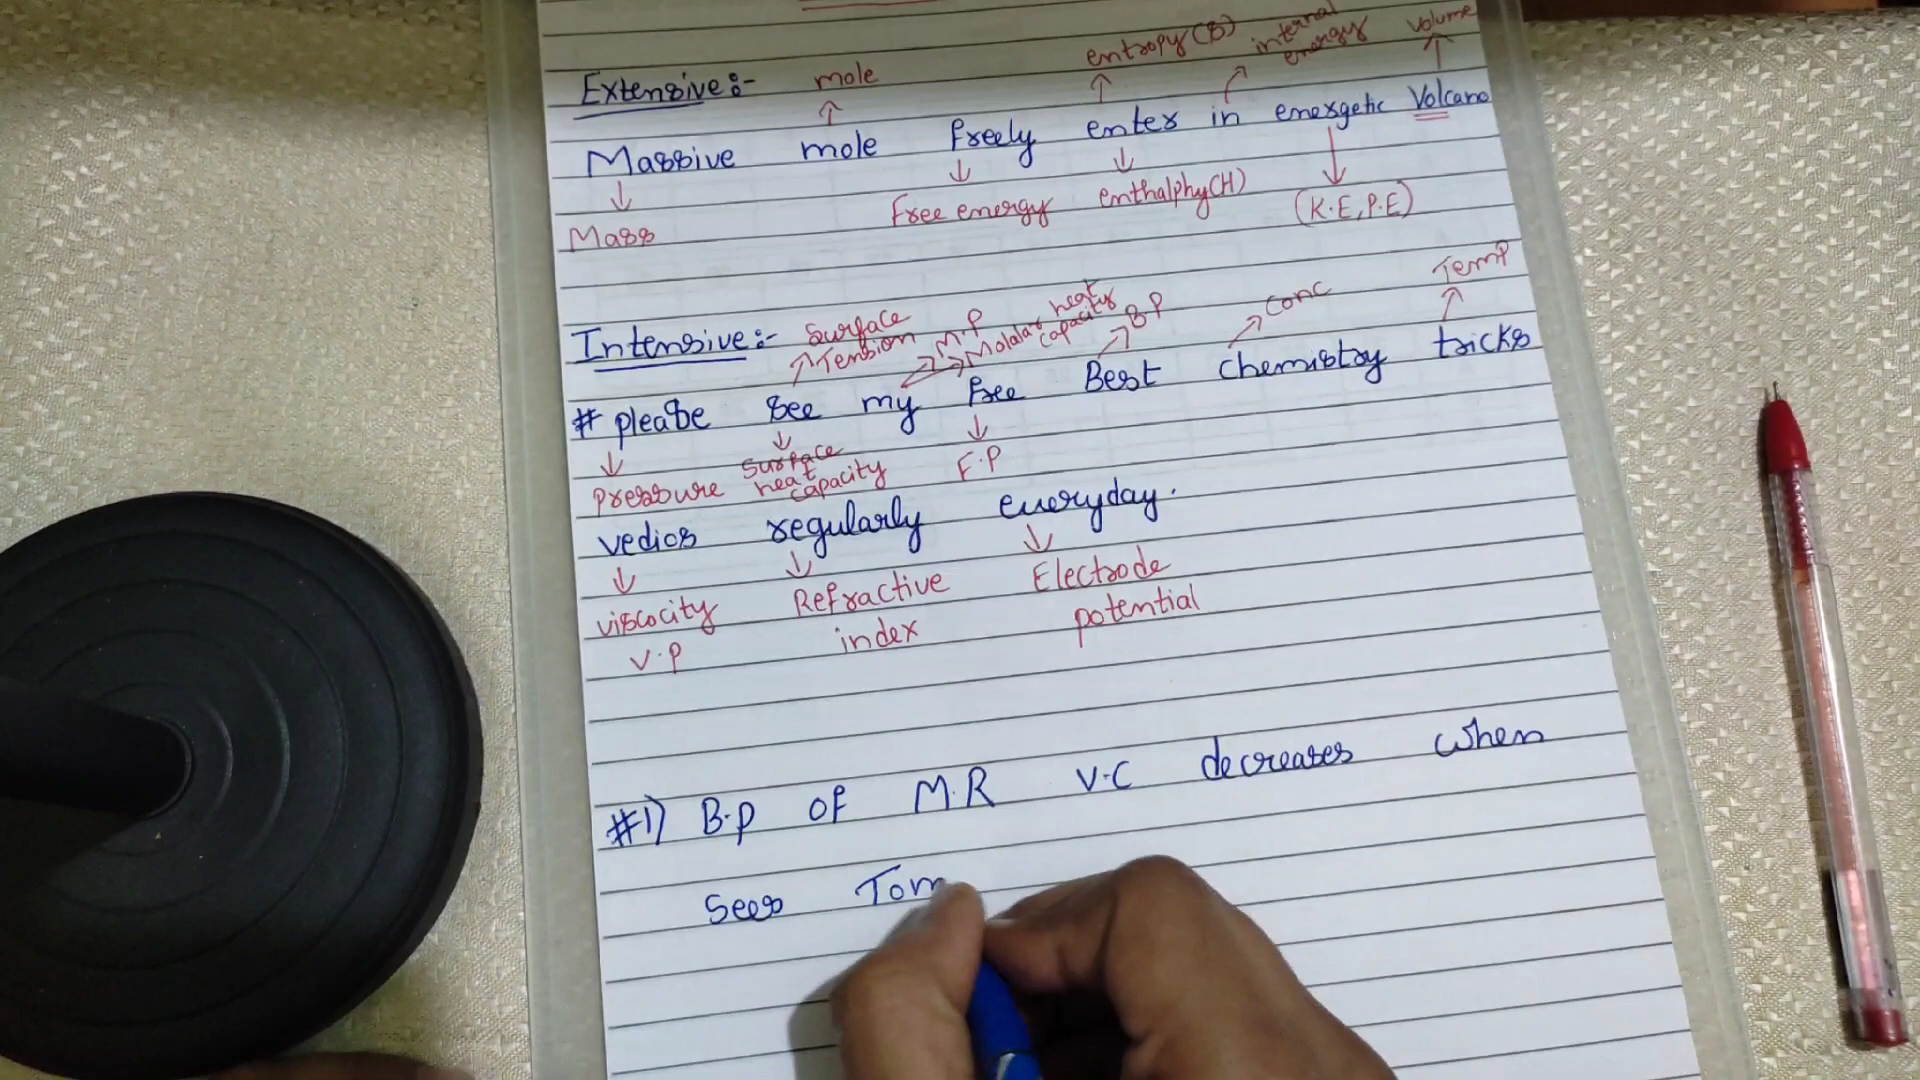 entropy(S) internal energy volume
Extensive:- mole
Massive mole freely enter in energetic Volcano
Mass Free energy enthalphy(H) (K.E, P.E)
Temp
Intensive:- Surface Tension M.P Molalar heaty capacity B.P conc
# please see my free Best chemistry tricks
pressure Surface heat capacity F.P
vedios regularly everyday.
viscocity Refractive index Electrode potential
V.P
#1) B.P OF M.R V.C decreases when
Sees Tom